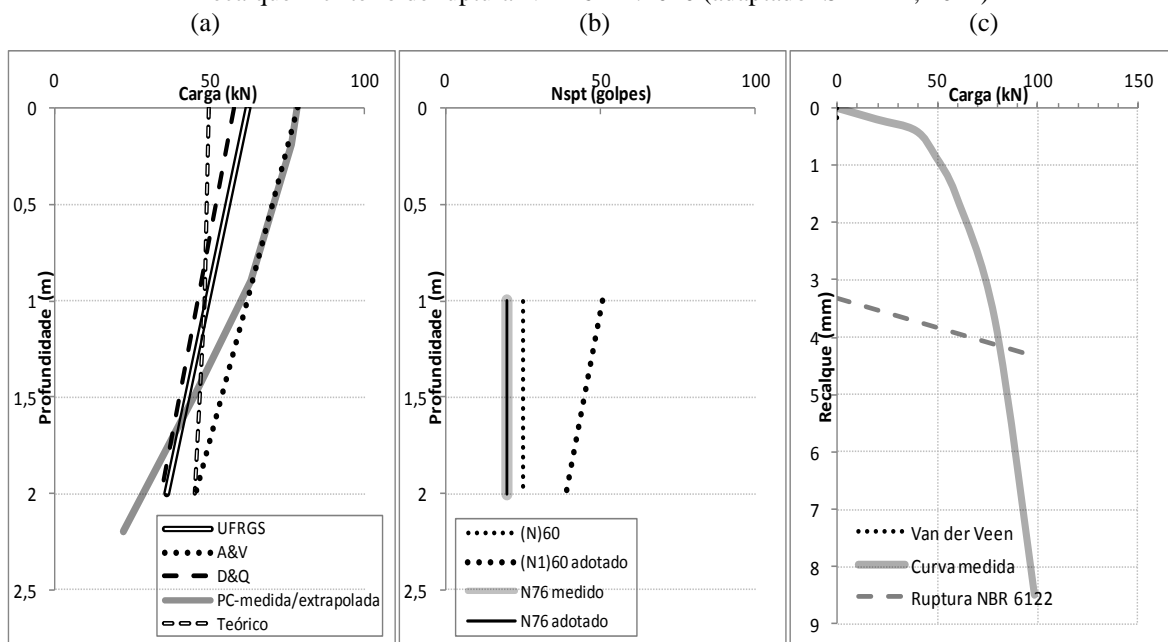 (a) (b) (c)
0 50 100
Carga (kN)
0
0,5
1
1,5
2
2,5
Profundidade (m)
UFRGS
A&V
D&Q
PC-medida/extrapolada
Teórico
0 50 100
Nspt (golpes)
0
0,5
1
1,5
2
2,5
Profundidade (m)
(N)60
(N1)60 adotado
N76 medido
N76 adotado
0 50 100 150
Carga (kN)
0
1
2
3
4
5
6
7
8
9
Recalque (mm)
Van der Veen
Curva medida
Ruptura NBR 6122